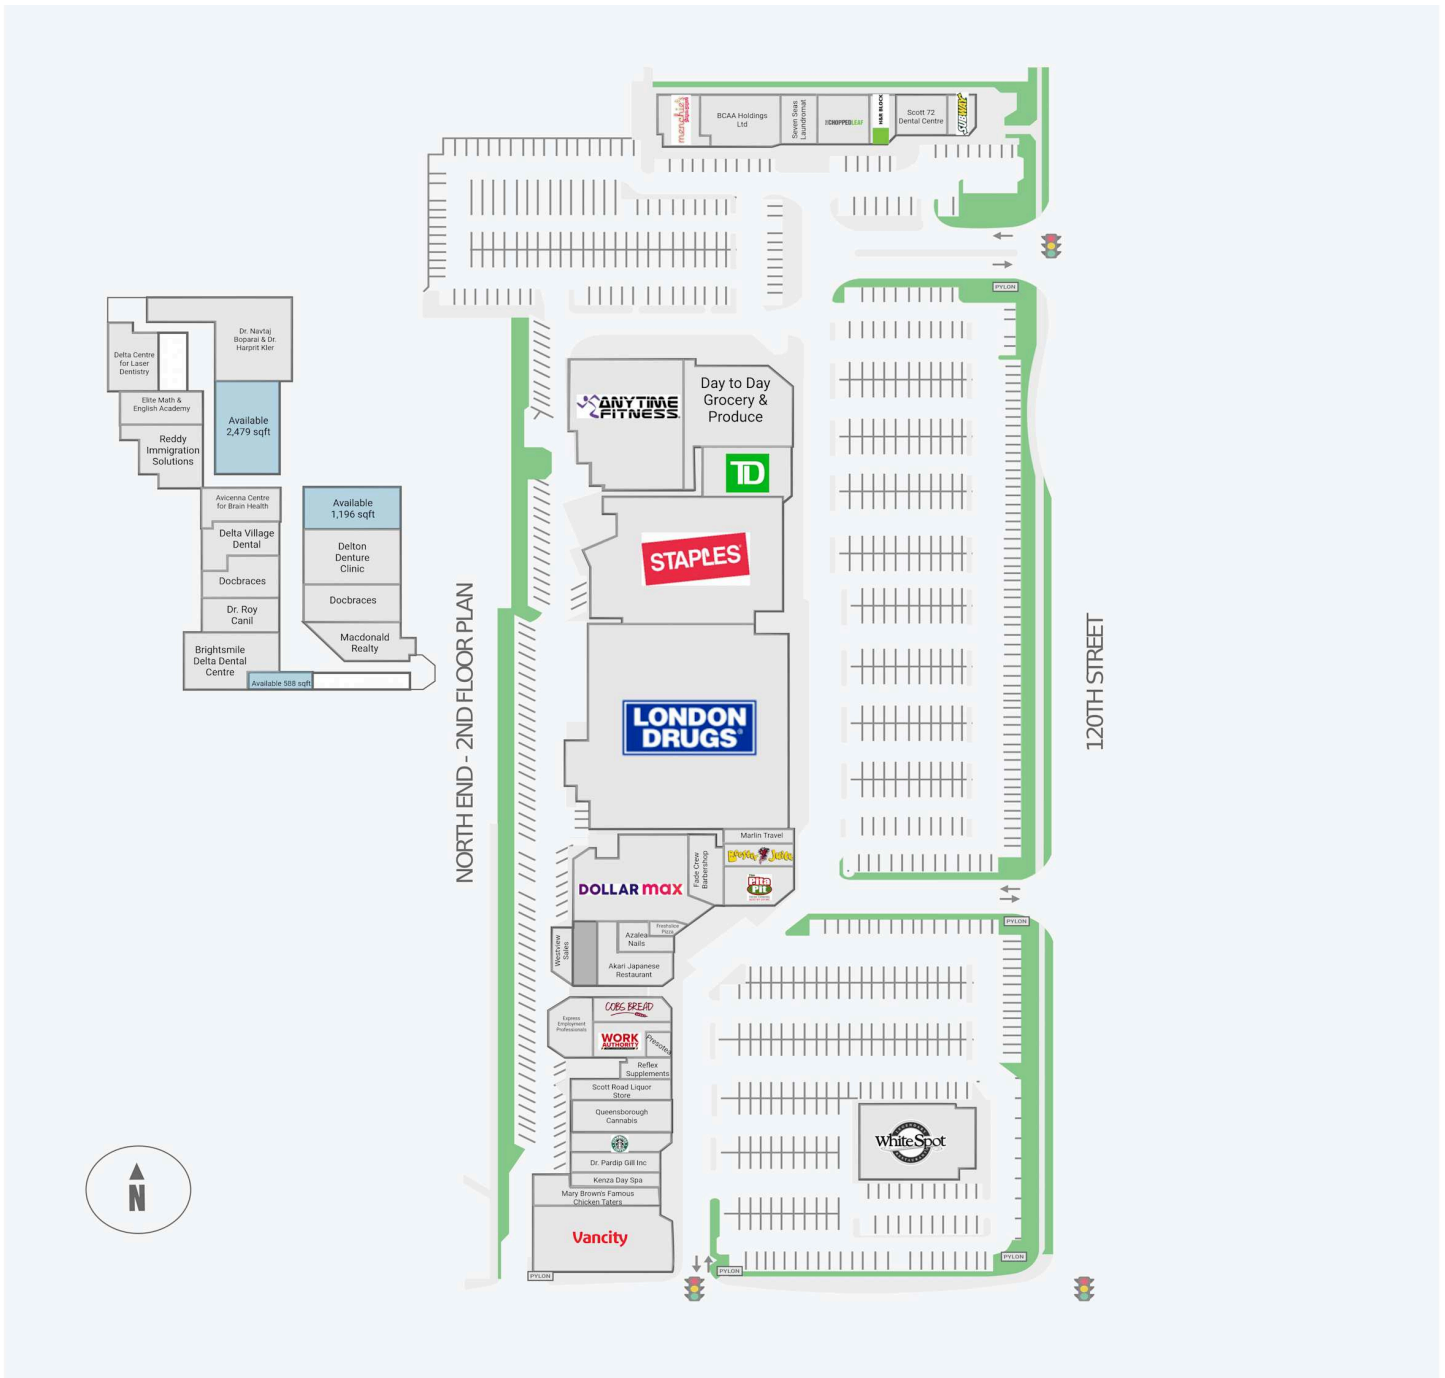 menchie's
BCAA Holdings
Ltd
Seven Seas
Laundromat
CHOPPED LEAF
H&R BLOCK
Scott 72
Dental Centre
SUBWAY
PYLON
Dr. Navtaj
Boparai & Dr.
Harprit Kler
Delta Centre
for Laser
Dentistry
Elite Math &
English Academy
Available
2,479 sqft
Reddy
Immigration
Solutions
Avicenna Centre
for Brain Health
Delta Village
Dental
Docbraces
Dr. Roy
Canil
Brightsmile
Delta Dental
Centre
Available 588 sqft
Available
1,196 sqft
Delton
Denture
Clinic
Docbraces
Macdonald
Realty
NORTH END - 2ND FLOOR PLAN
ANYTIME
FITNESS
Day to Day
Grocery &
Produce
TD
STAPLES
LONDON
DRUGS
120TH STREET
Marlin Travel
Booster Juice
Pita
Pit
Fade Crew
Barbershop
DOLLAR max
Freshslice
Pizza
Azalea
Nails
Westview
Sales
Akari Japanese
Restaurant
PYLON
COBS BREAD
Express
Employment
Professionals
WORK
AUTHORITY
Presotea
Reflex
Supplements
Scott Road Liquor
Store
Queensborough
Cannabis
Dr. Pardip Gill Inc
Kenza Day Spa
Mary Brown's Famous
Chicken Taters
Vancity
White Spot
N
PYLON
PYLON
PYLON